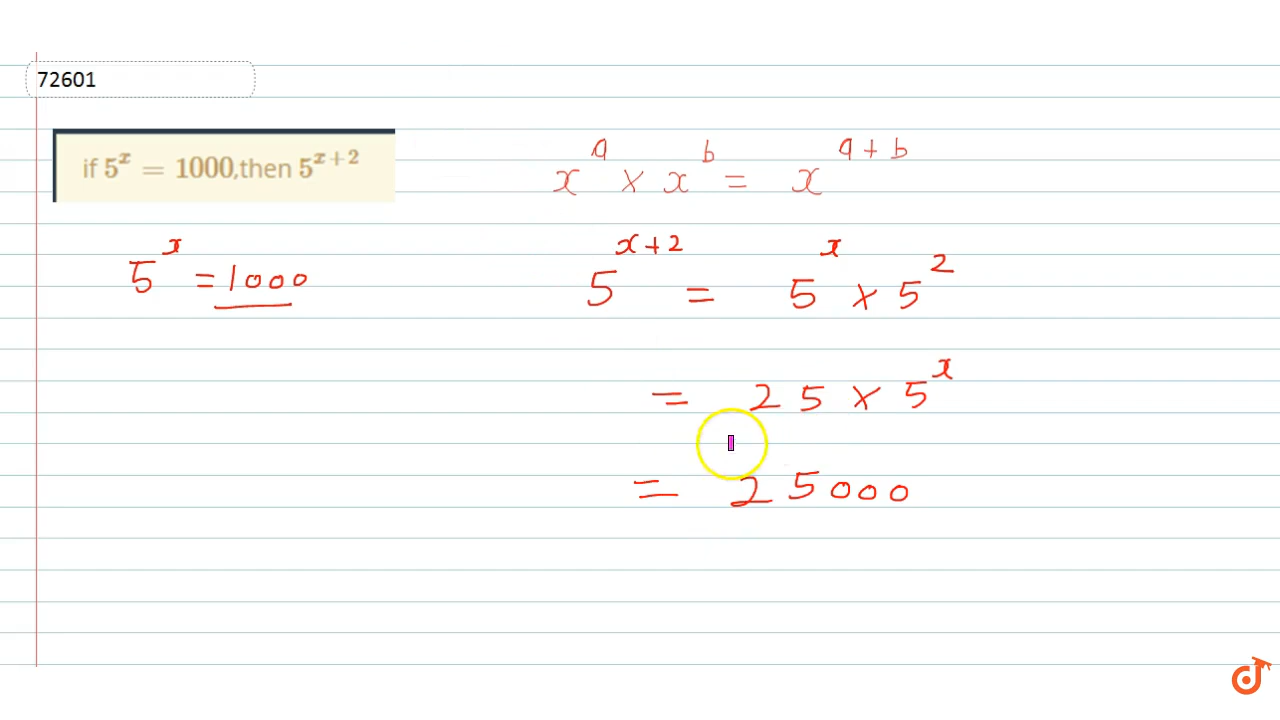 72601
if 5^x = 1000,then 5^{x+2}
x^a × x^b = x^{a+b}
5^x = 1000
5^{x+2} = 5^x × 5^2
= 25 × 5^x
= 25000